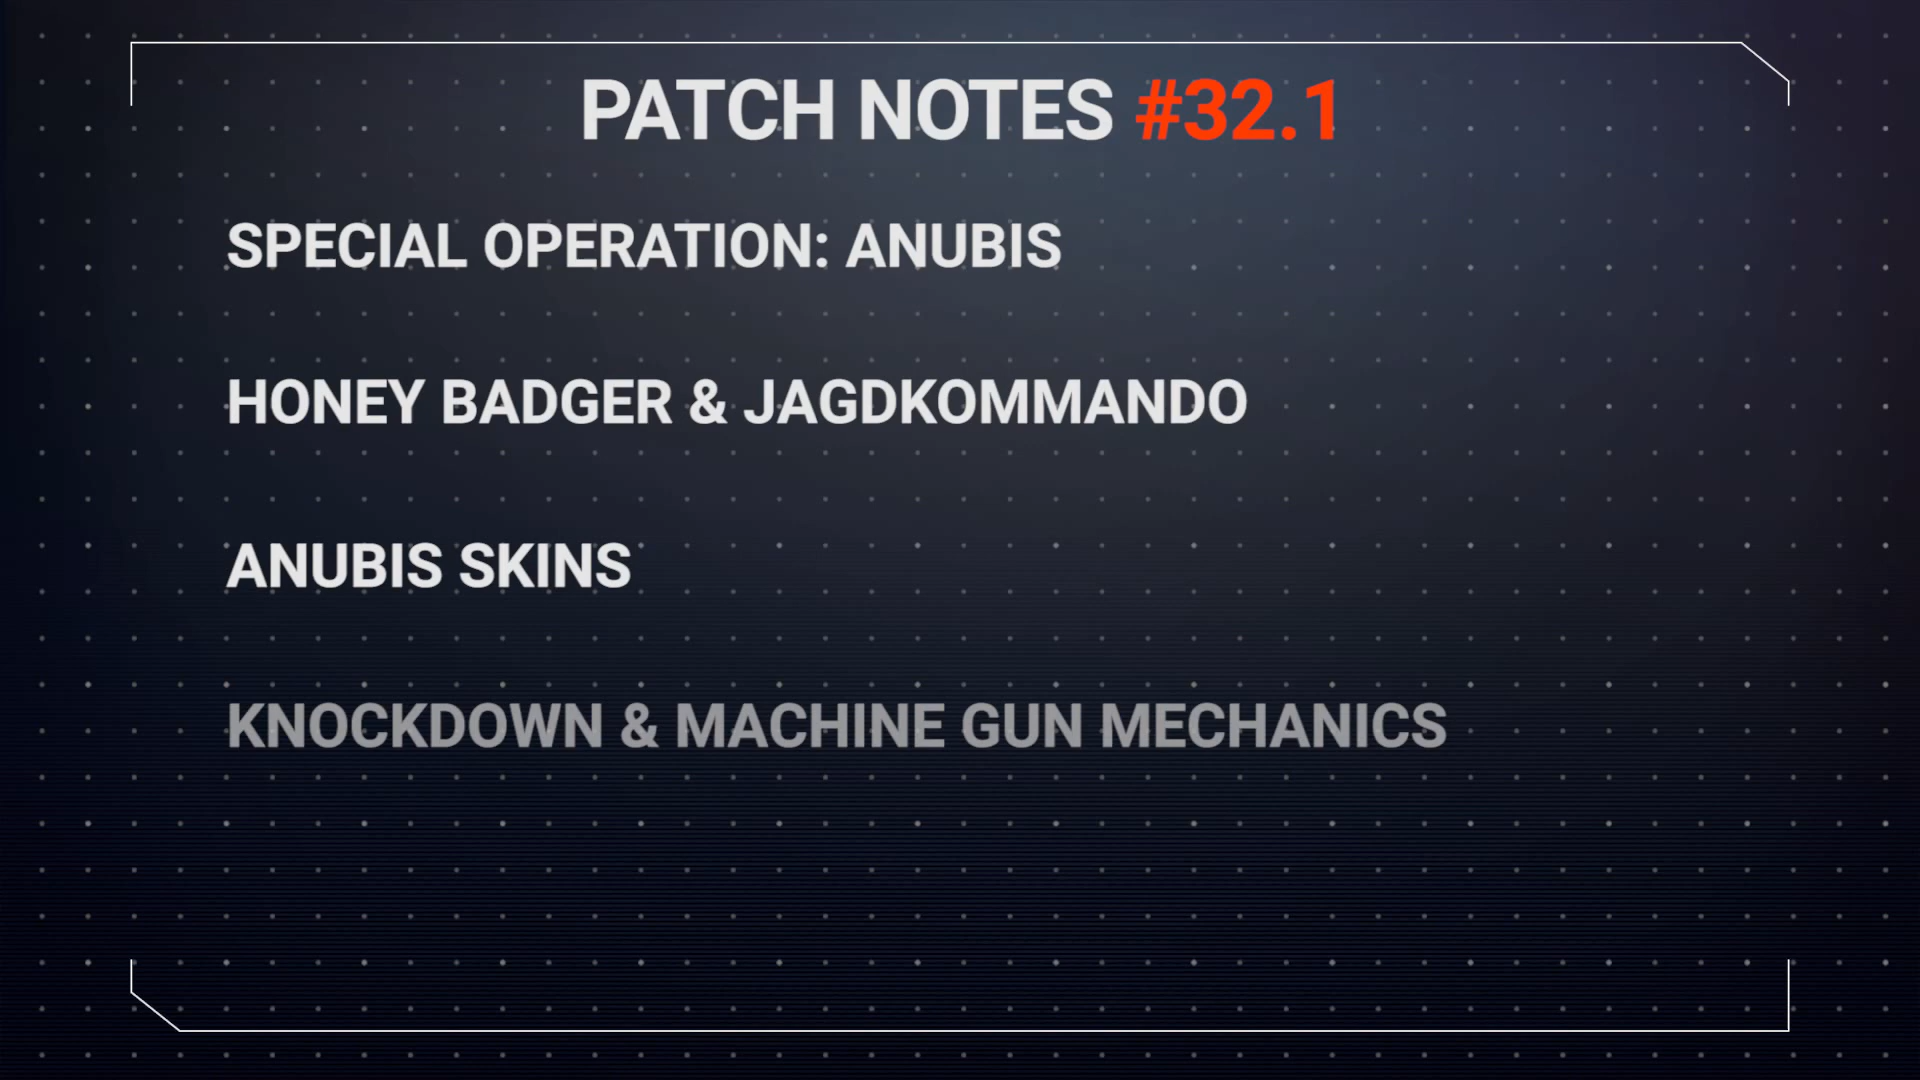 PATCH NOTES #32.1
SPECIAL OPERATION: ANUBIS
HONEY BADGER & JAGDKOMMANDO
ANUBIS SKINS
KNOCKDOWN & MACHINE GUN MECHANICS